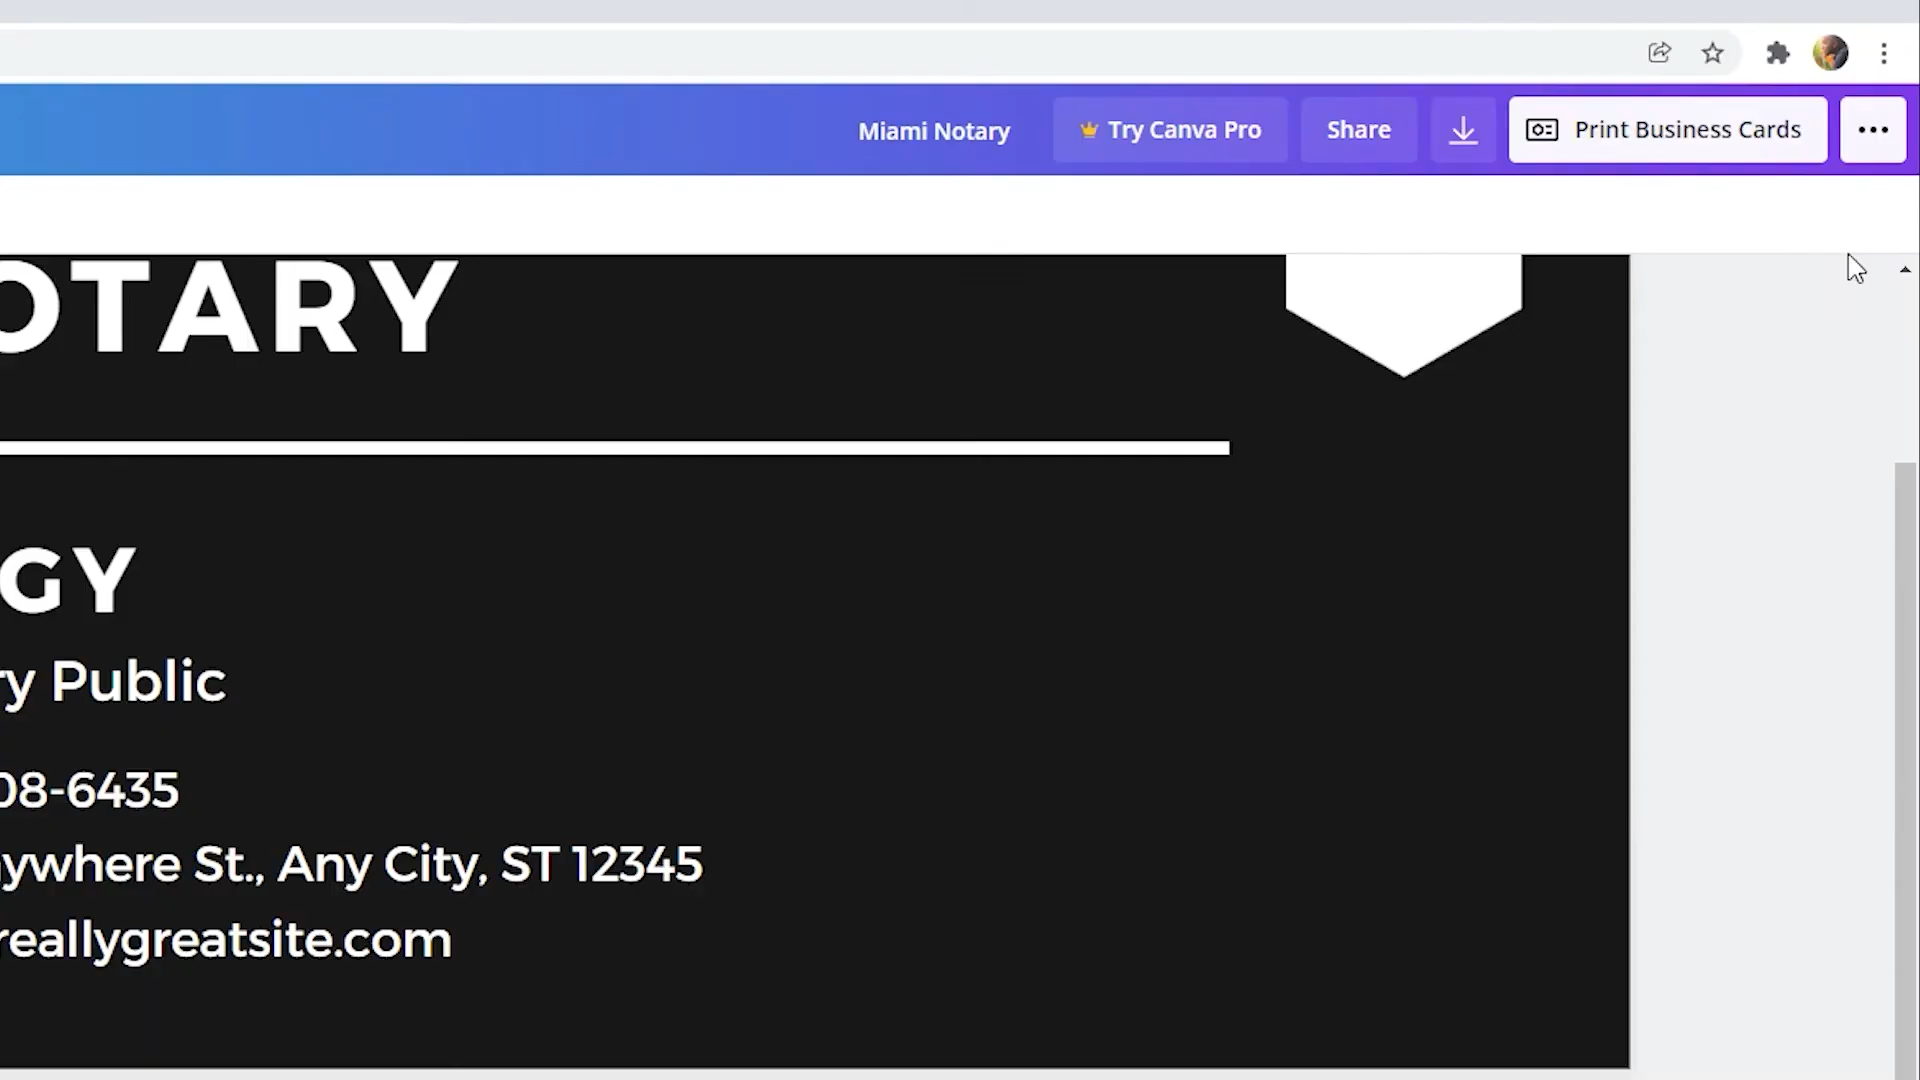 Miami Notary Try Canva Pro Share Print Business Cards
OTARY
GY
ry Public
08-6435
ywhere St., Any City, ST 12345
reallygreatsite.com